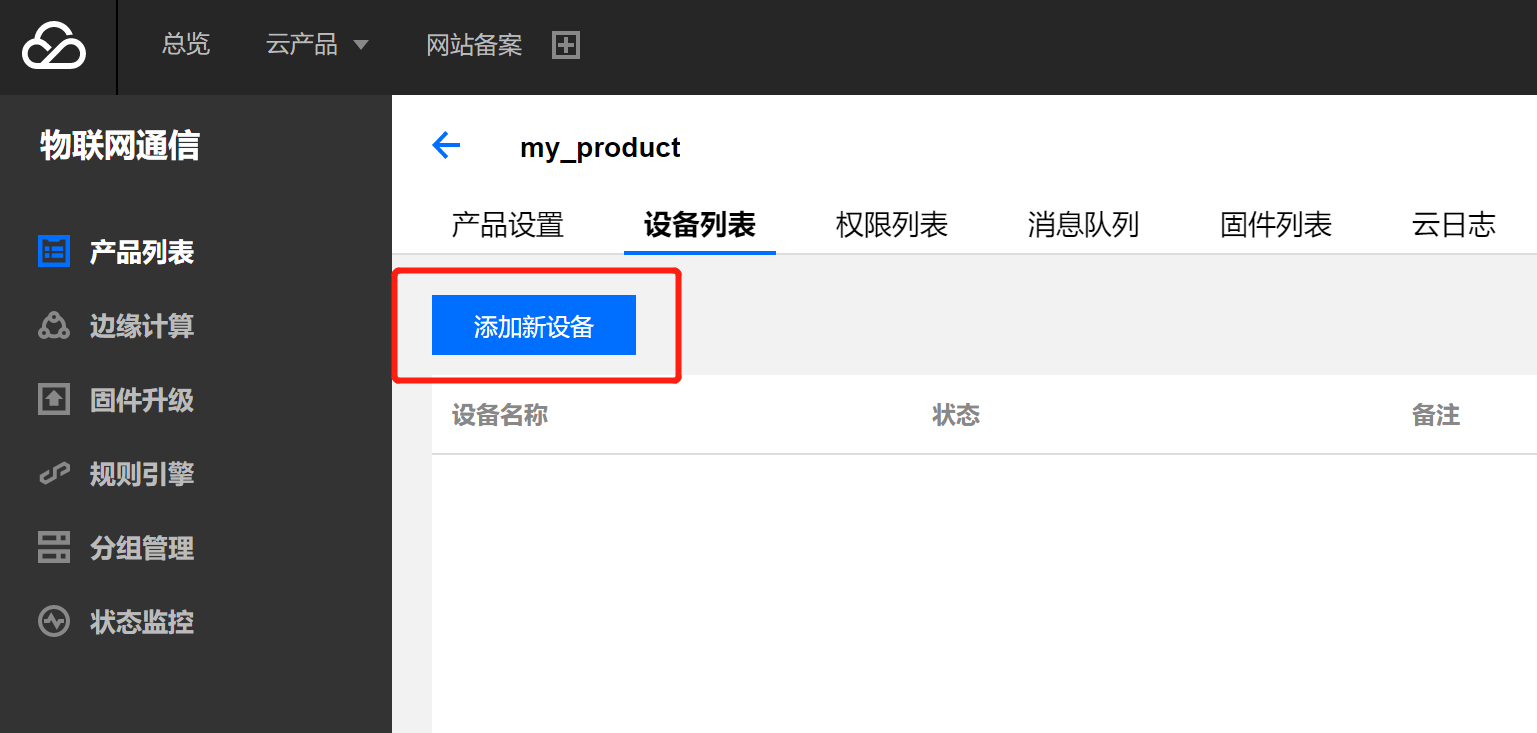 总览 云产品 网站备案
物联网通信
产品列表
边缘计算
固件升级
规则引擎
分组管理
状态监控
my_product
产品设置 设备列表 权限列表 消息队列 固件列表 云日志
添加新设备
设备名称 状态 备注